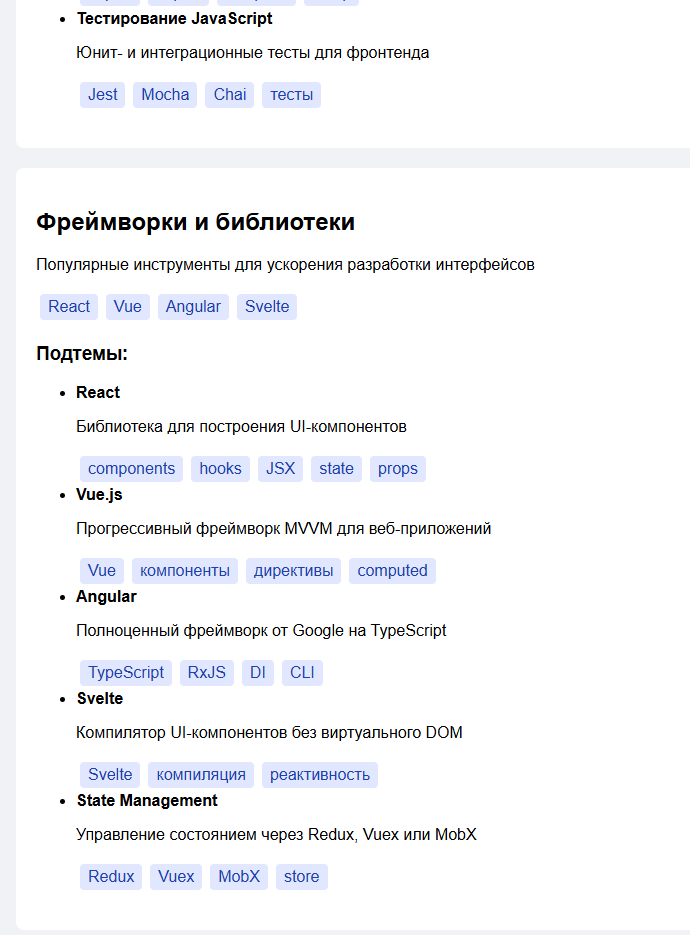 Тестирование JavaScript
Юнит- и интеграционные тесты для фронтенда
Jest Mocha Chai тесты
Фреймворки и библиотеки
Популярные инструменты для ускорения разработки интерфейсов
React Vue Angular Svelte
Подтемы:
React
Библиотека для построения UI-компонентов
components hooks JSX state props
Vue.js
Прогрессивный фреймворк MVVM для веб-приложений
Vue компоненты директивы computed
Angular
Полноценный фреймворк от Google на TypeScript
TypeScript RxJS DI CLI
Svelte
Компилятор UI-компонентов без виртуального DOM
Svelte компиляция реактивность
State Management
Управление состоянием через Redux, Vuex или MobX
Redux Vuex MobX store